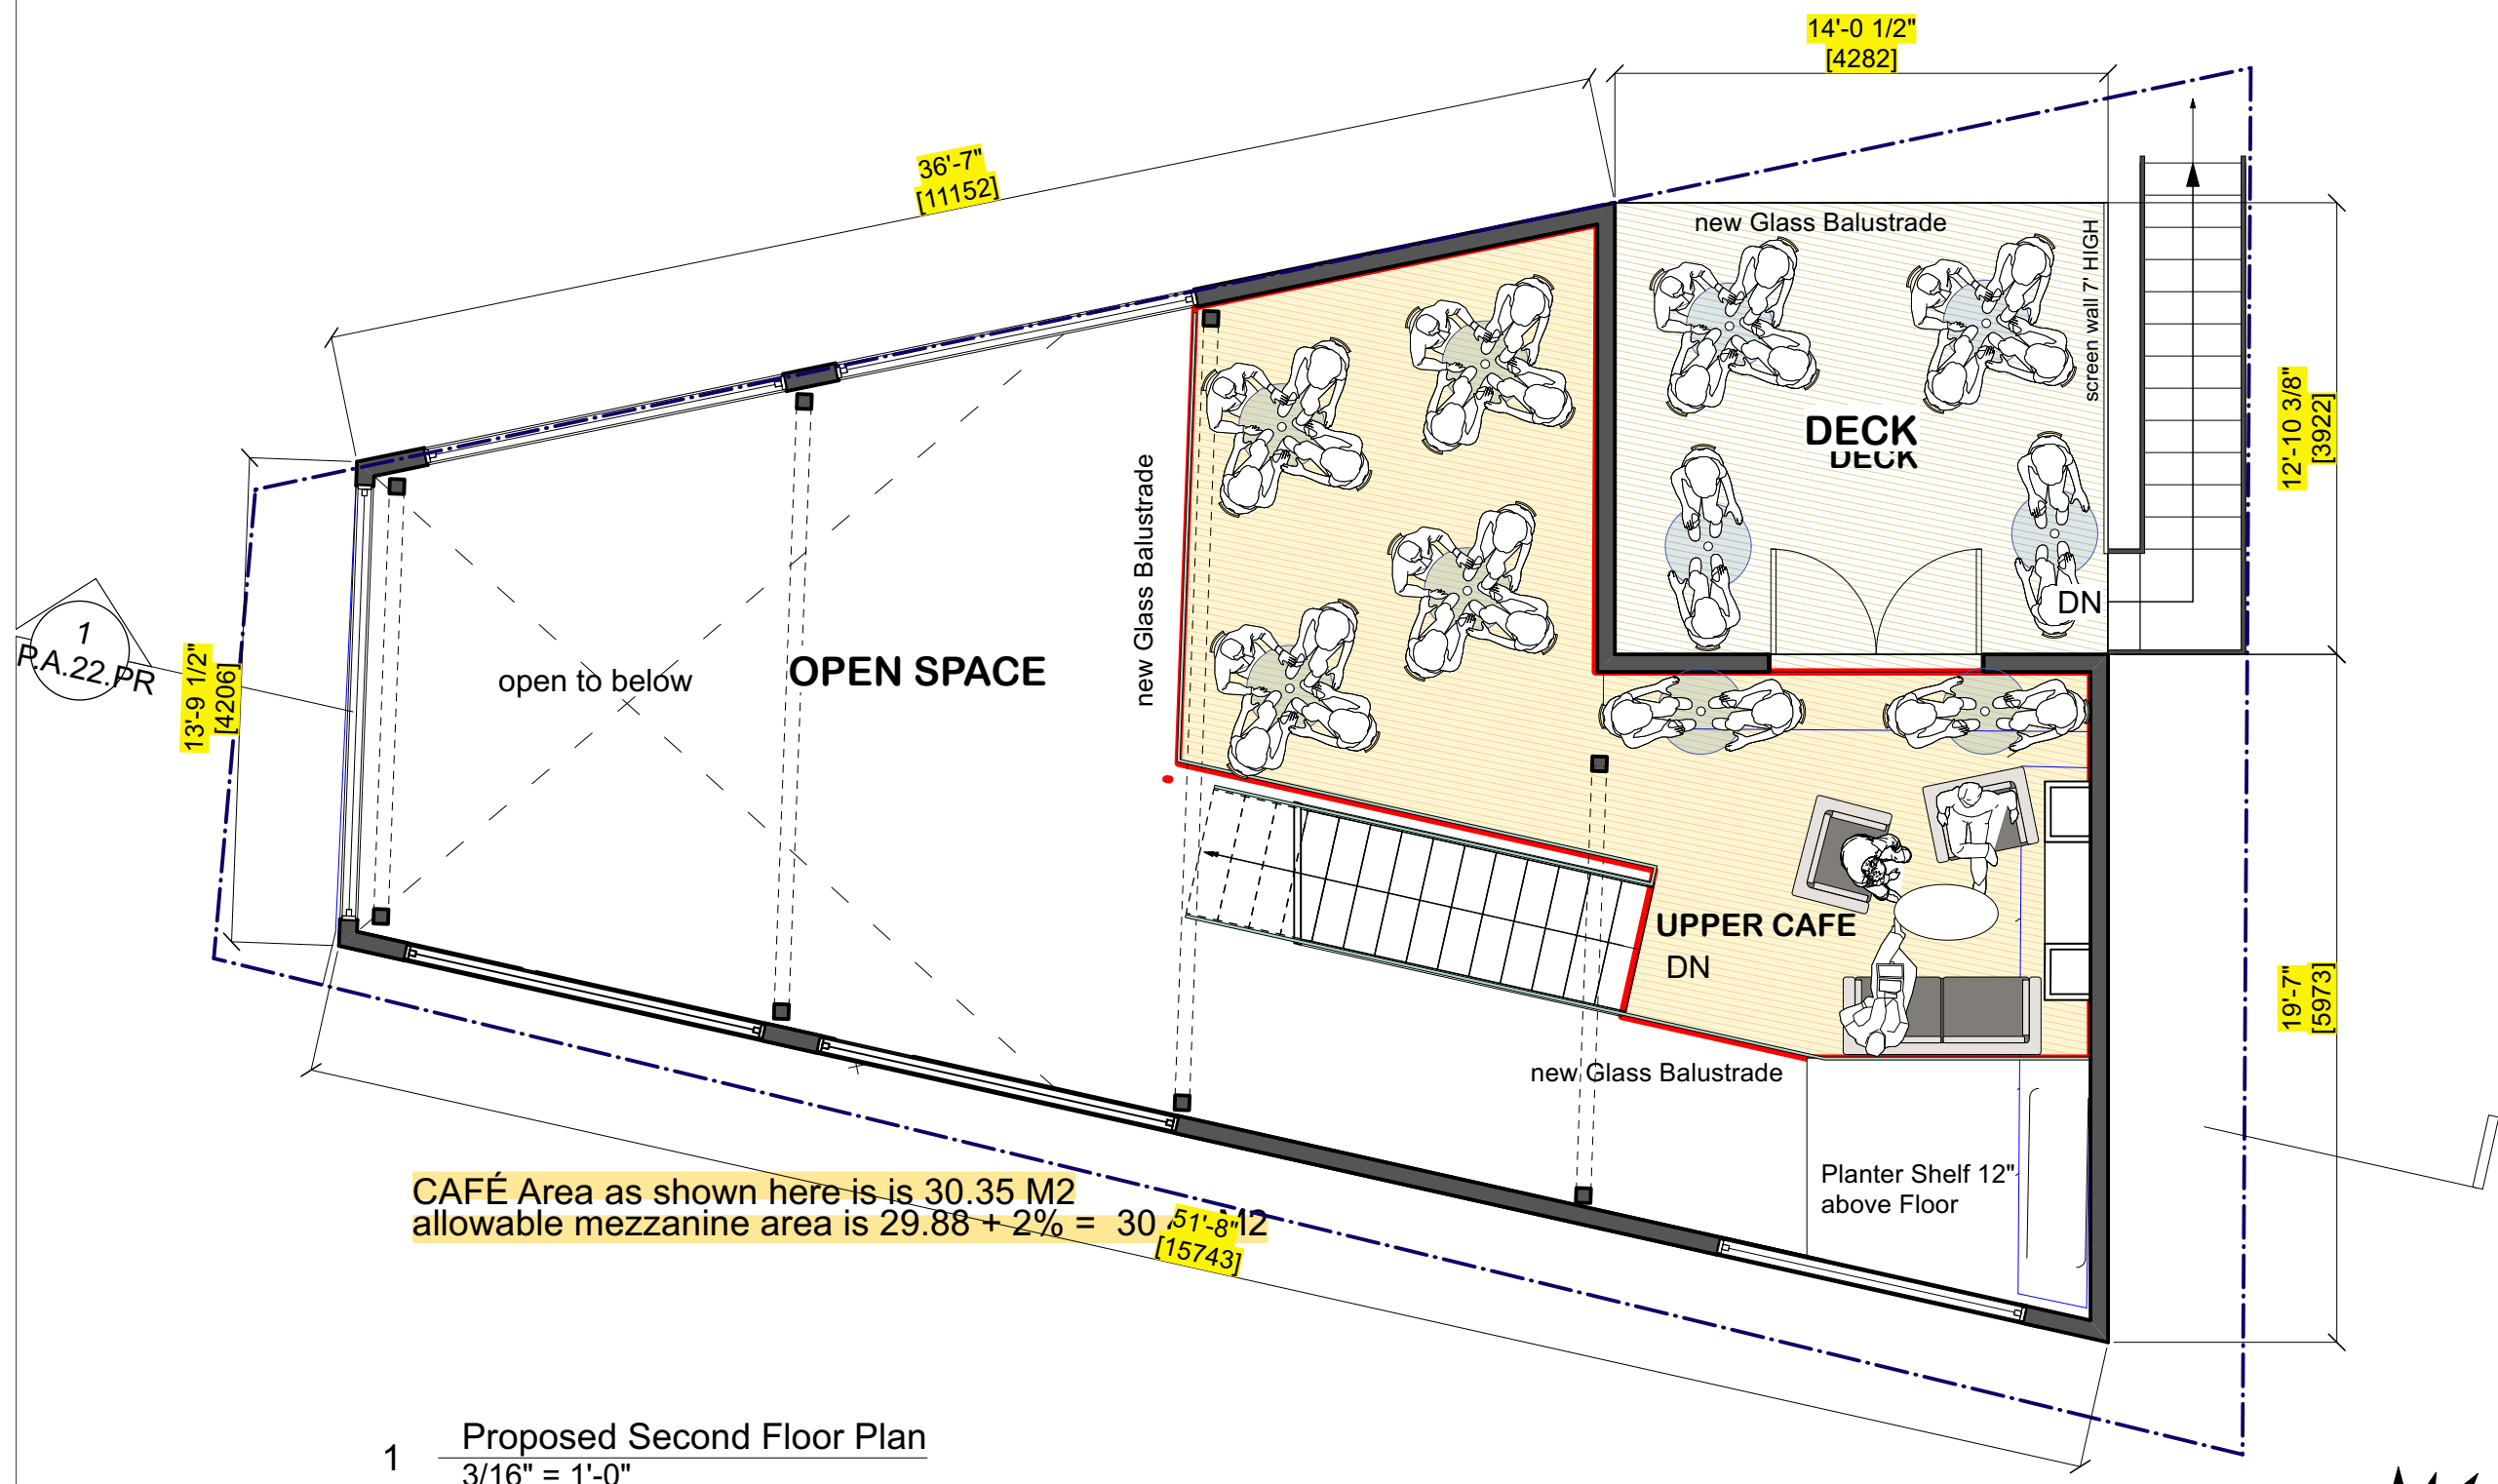 14'-0 1/2"
[4282]
36'-7"
[11152]
new Glass Balustrade
screen wall 7' HIGH
DECK
DECK
12'-10 3/8"
[3922]
new Glass Balustrade
DN
1
P.A.22.PR
13'-9 1/2"
[4206]
open to below
OPEN SPACE
UPPER CAFE
DN
19'-7"
[5973]
new Glass Balustrade
Planter Shelf 12"
above Floor
CAFÉ Area as shown here is is 30.35 M2
allowable mezzanine area is 29.88 + 2% = 30
51'-8"
[15743]
1
Proposed Second Floor Plan
3/16" = 1'-0"